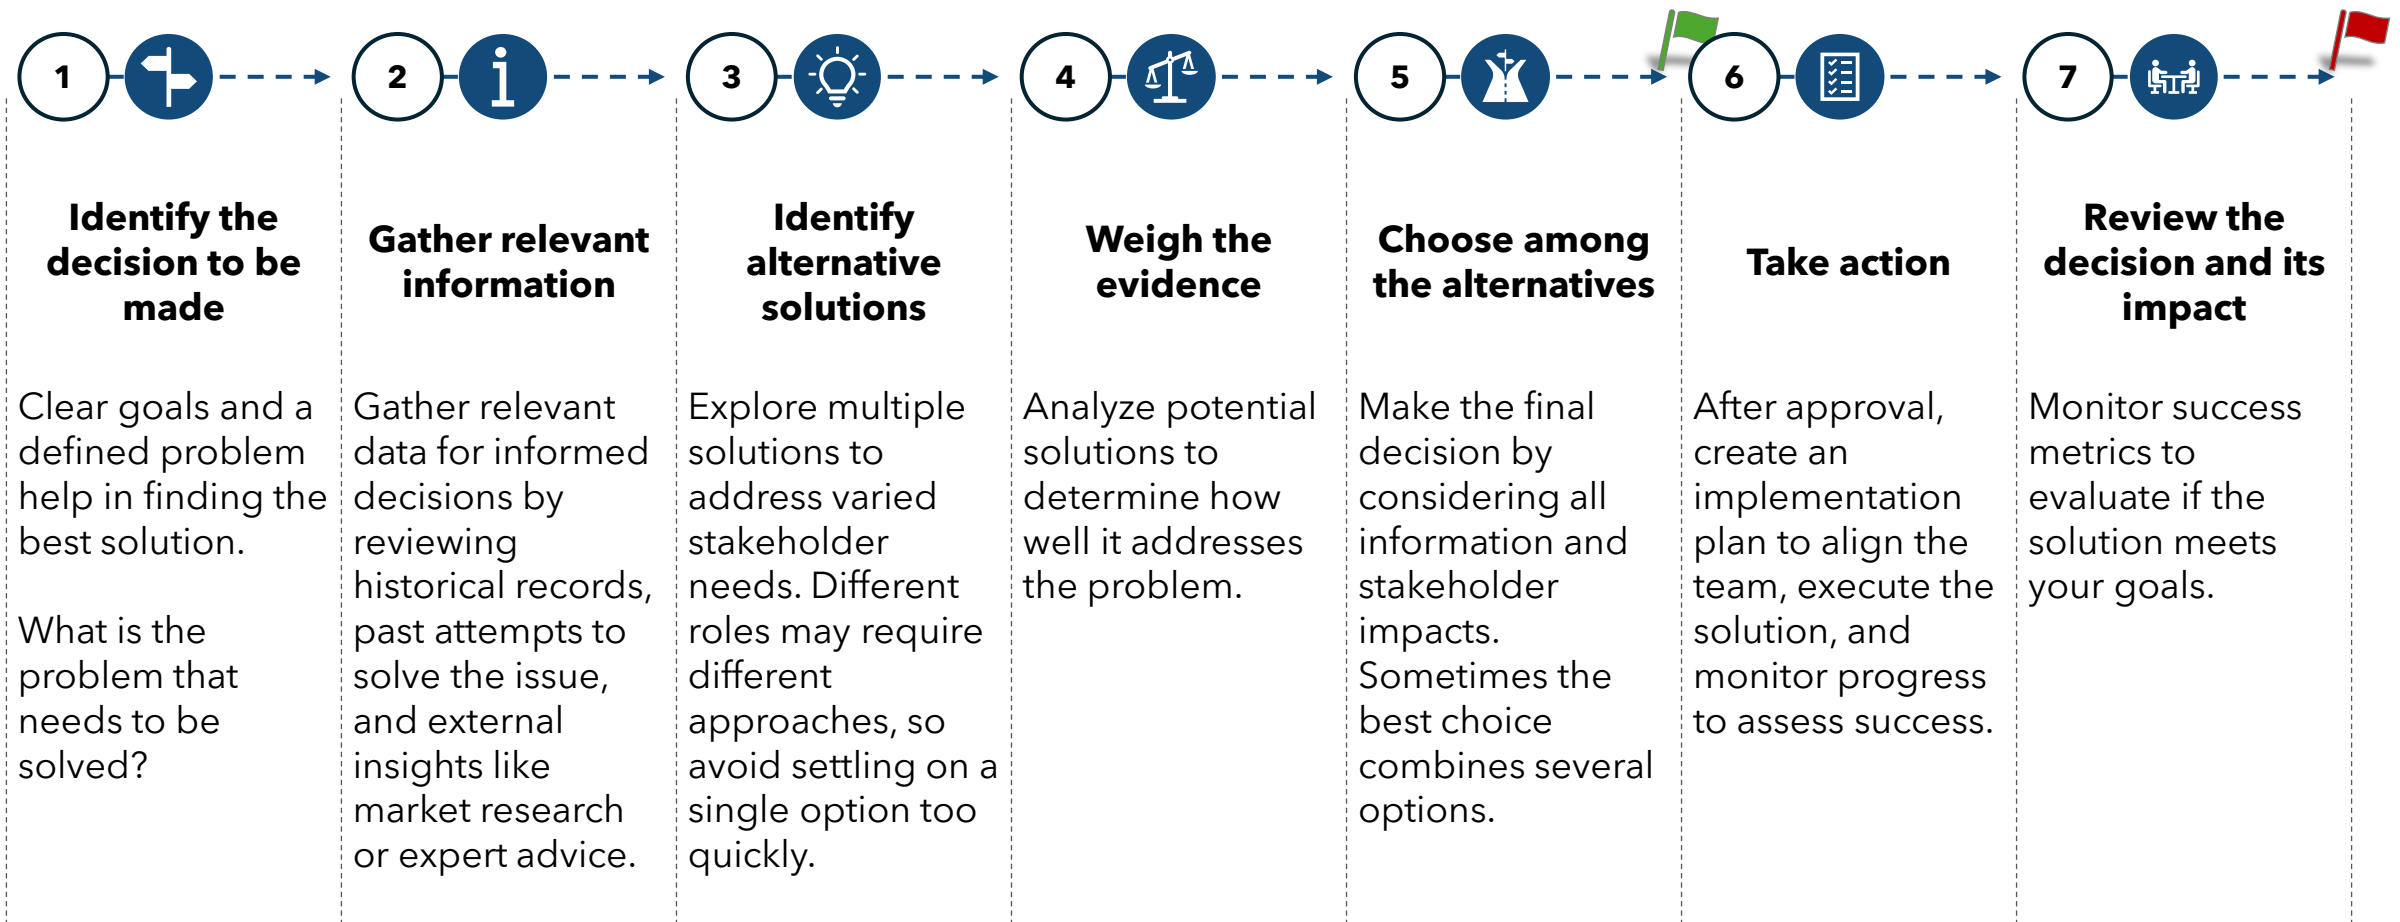 1
2
3
4
5
6
7
Identify the
decision to be
made
Gather relevant
information
Identify
alternative
solutions
Weigh the
evidence
Choose among
the alternatives
Take action
Review the
decision and its
impact
Clear goals and a
defined problem
help in finding the
best solution.
What is the
problem that
needs to be
solved?
Gather relevant
data for informed
decisions by
reviewing
historical records,
past attempts to
solve the issue,
and external
insights like
market research
or expert advice.
Explore multiple
solutions to
address varied
stakeholder
needs. Different
roles may require
different
approaches, so
avoid settling on a
single option too
quickly.
Analyze potential
solutions to
determine how
well it addresses
the problem.
Make the final
decision by
considering all
information and
stakeholder
impacts.
Sometimes the
best choice
combines several
options.
After approval,
create an
implementation
plan to align the
team, execute the
solution, and
monitor progress
to assess success.
Monitor success
metrics to
evaluate if the
solution meets
your goals.